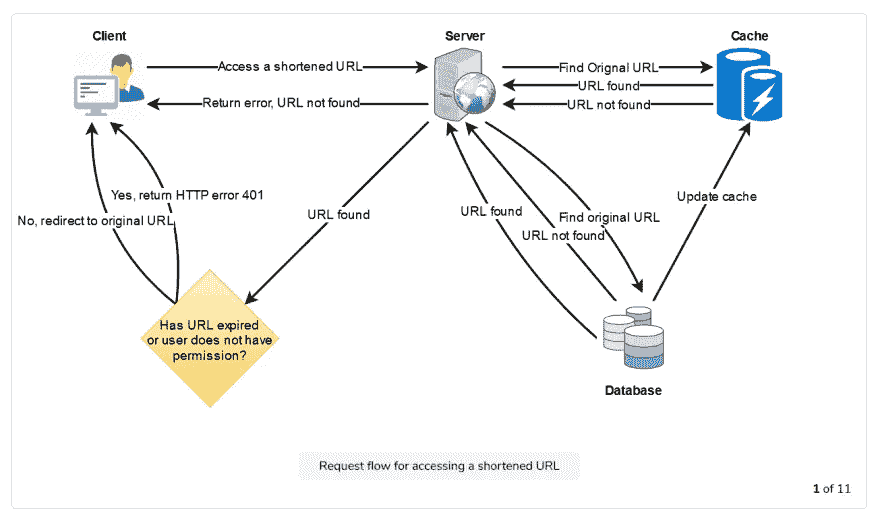 Client
Server
Cache
Access a shortened URL
Find Orignal URL
URL found
Return error, URL not found
URL not found
Yes, return HTTP error 401
No, redirect to original URL
URL found
URL found
Find original URL
URL not found
Update cache
Has URL expired
or user does not have
permission?
Database
Request flow for accessing a shortened URL
1 of 11